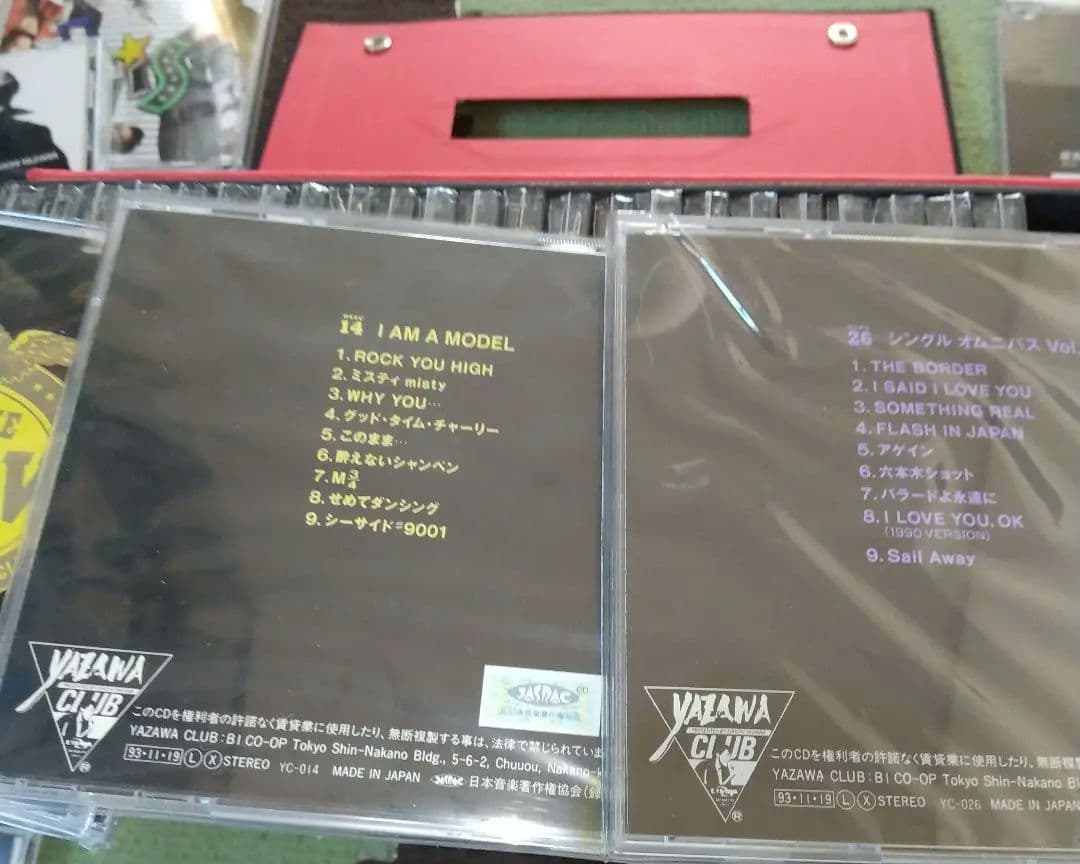 DISC
14 I AM A MODEL
1. ROCK YOU HIGH
2. ミスティ misty
3. WHY YOU…
4. グッド・タイム・チャーリー
5. このまま…
6. 酔えないシャンペン
7. M3/4
8. せめてダンシング
9. シーサイド#9001
YAZAWA
CLUB
JASRAC
このCDを権利者の許諾なく賃貸業に使用したり、無断複製する事は、法律で禁じられていま
YAZAWA CLUB : B1 CO-OP Tokyo Shin-Nakano Bldg., 5-6-2, Chuuou, Nakano-k
93・11・19 L X STEREO YC-014 MADE IN JAPAN 日本音楽著作権協会(録
DISC
26 シングル オムニバス Vol.
1. THE BORDER
2. I SAID I LOVE YOU
3. SOMETHING REAL
4. FLASH IN JAPAN
5. アゲイン
6. 六本木ショット
7. バラードよ永遠に
8. I LOVE YOU, OK
(1990 VERSION)
9. Sail Away
YAZAWA
CLUB
®
このCDを権利者の許諾なく賃貸業に使用したり、無断複
YAZAWA CLUB : B1 CO-OP Tokyo Shin-Nakano Bl
93・11・19 L X STEREO YC-026 MADE IN JAPAN